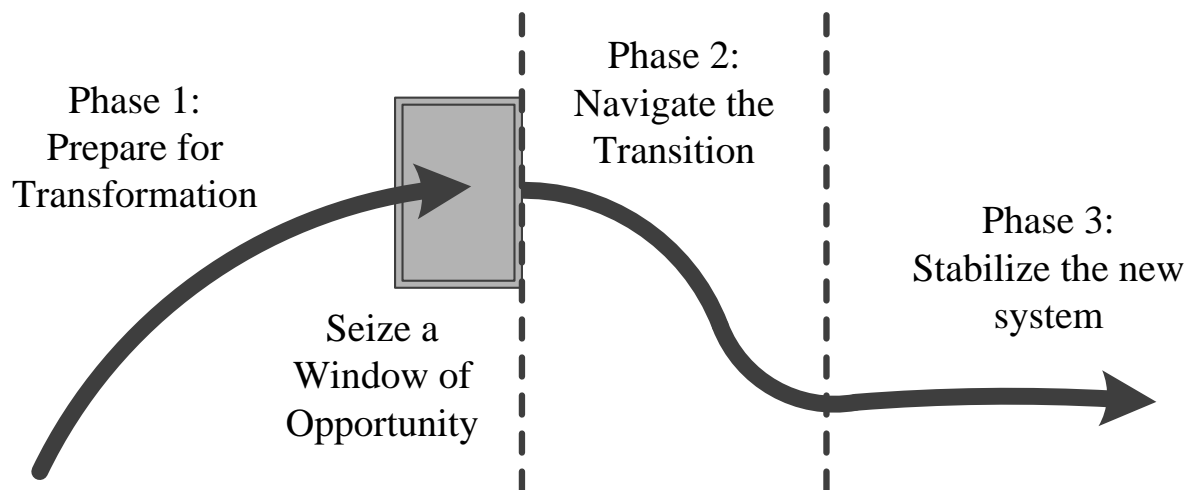 Phase 1:
Prepare for
Transformation
Seize a
Window of
Opportunity
Phase 2:
Navigate the
Transition
Phase 3:
Stabilize the new
system